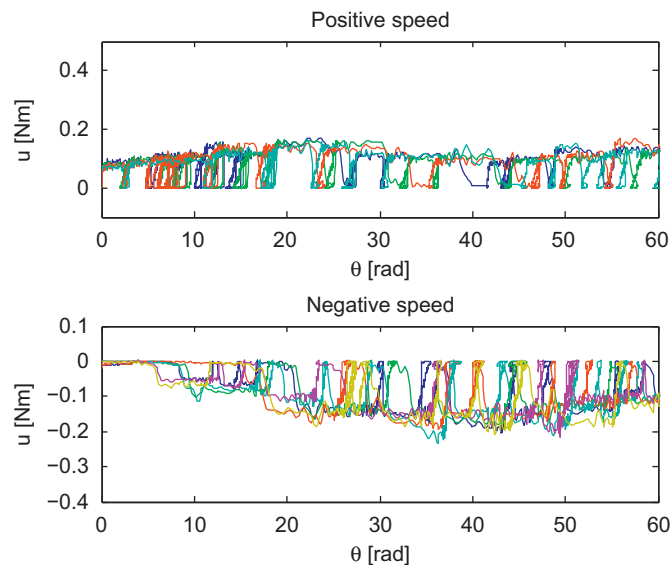 Positive speed
0.4
0.2
0
u [Nm]
0 10 20 30 40 50 60
θ [rad]
Negative speed
0.1
0
−0.1
−0.2
−0.3
−0.4
u [Nm]
0 10 20 30 40 50 60
θ [rad]